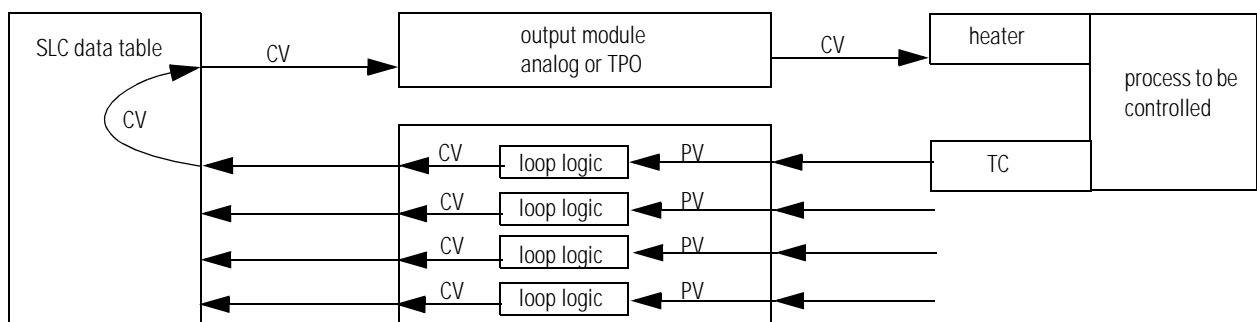 SLC data table
CV
output module
analog or TPO
CV
heater
process to be
controlled
CV
CV
loop logic
PV
TC
CV
loop logic
PV
CV
loop logic
PV
CV
loop logic
PV